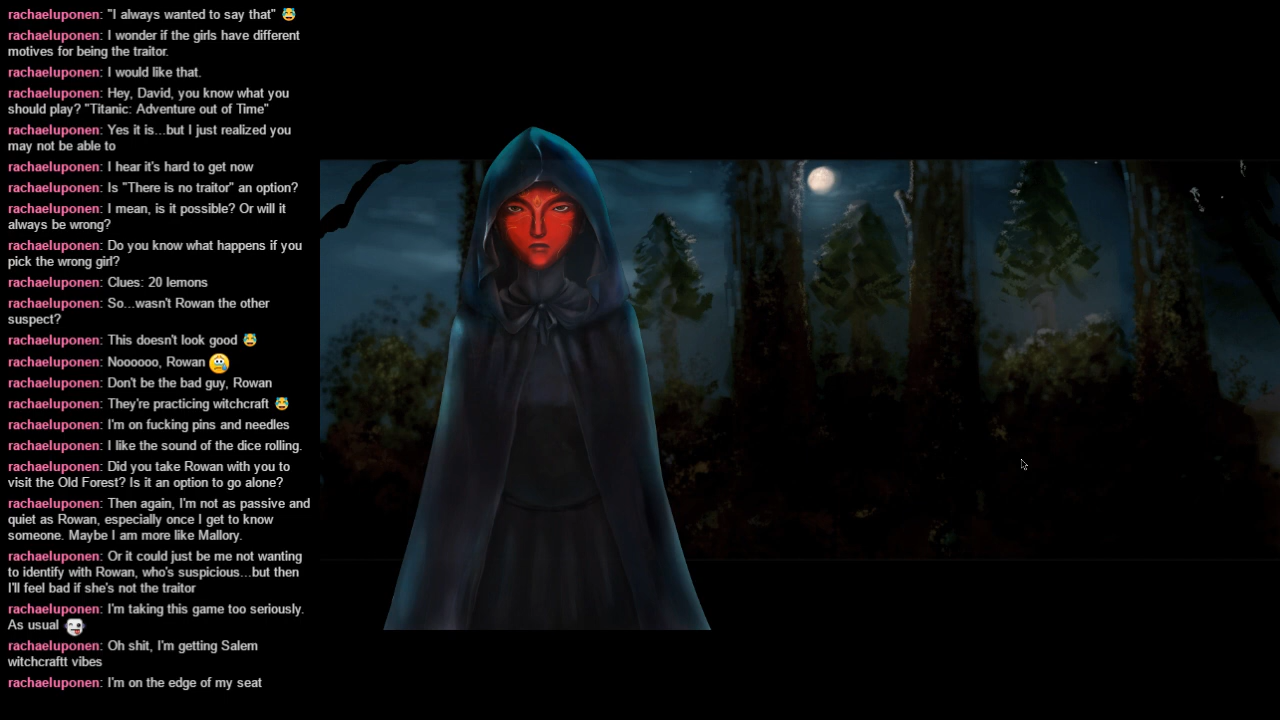 rachaeluponen: "I always wanted to say that" 😅
rachaeluponen: I wonder if the girls have different
motives for being the traitor.
rachaeluponen: I would like that.
rachaeluponen: Hey, David, you know what you
should play? "Titanic: Adventure out of Time"
rachaeluponen: Yes it is...but I just realized you
may not be able to
rachaeluponen: I hear it's hard to get now
rachaeluponen: Is "There is no traitor" an option?
rachaeluponen: I mean, is it possible? Or will it
always be wrong?
rachaeluponen: Do you know what happens if you
pick the wrong girl?
rachaeluponen: Clues: 20 lemons
rachaeluponen: So...wasn't Rowan the other
suspect?
rachaeluponen: This doesn't look good 😅
rachaeluponen: Noooooo, Rowan 😢
rachaeluponen: Don't be the bad guy, Rowan
rachaeluponen: They're practicing witchcraft 😅
rachaeluponen: I'm on fucking pins and needles
rachaeluponen: I like the sound of the dice rolling.
rachaeluponen: Did you take Rowan with you to
visit the Old Forest? Is it an option to go alone?
rachaeluponen: Then again, I'm not as passive and
quiet as Rowan, especially once I get to know
someone. Maybe I am more like Mallory.
rachaeluponen: Or it could just be me not wanting
to identify with Rowan, who's suspicious...but then
I'll feel bad if she's not the traitor
rachaeluponen: I'm taking this game too seriously.
As usual 👻
rachaeluponen: Oh shit, I'm getting Salem
witchcraftt vibes
rachaeluponen: I'm on the edge of my seat